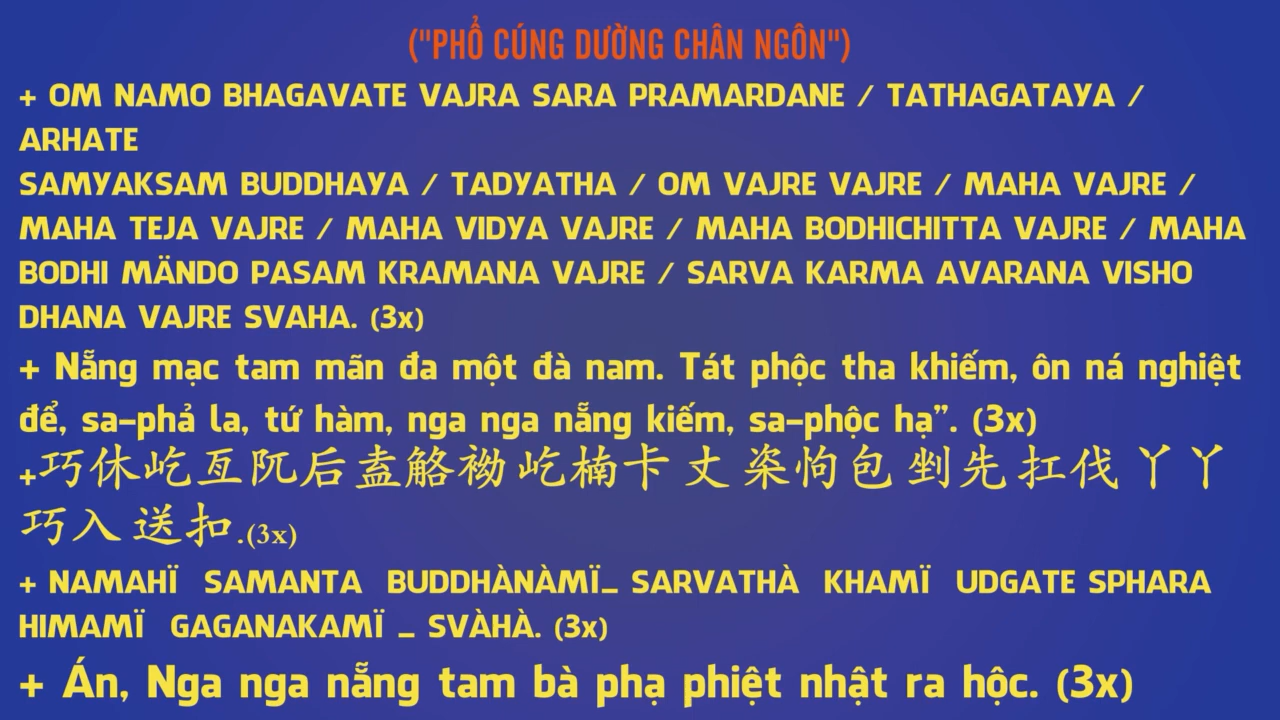 ("PHỔ CÚNG DƯỜNG CHÂN NGÔN")
+ OM NAMO BHAGAVATE VAJRA SARA PRAMARDANE / TATHAGATAYA /
ARHATE
SAMYAKSAM BUDDHAYA / TADYATHA / OM VAJRE VAJRE / MAHA VAJRE /
MAHA TEJA VAJRE / MAHA VIDYA VAJRE / MAHA BODHICHITTA VAJRE / MAHA
BODHI MÄNDO PASAM KRAMANA VAJRE / SARVA KARMA AVARANA VISHO
DHANA VAJRE SVAHA. (3x)
+ Nẵng mạc tam mãn đa một đà nam. Tát phộc tha khiếm, ôn ná nghiệt
để, sa-phả la, tứ hàm, nga nga nẵng kiếm, sa-phộc hạ”. (3x)
+巧休屹亙阢后盍觡袎屹楠卡丈楶怐包剉先扛伐丫丫
巧入送扣.(3x)
+ NAMAHÏ SAMANTA BUDDHÀNÀMÏ_ SARVATHÀ KHAMÏ UDGATE SPHARA
HIMAMÏ GAGANAKAMÏ _ SVÀHÀ. (3x)
+ Án, Nga nga nẵng tam bà phạ phiệt nhật ra hộc. (3x)